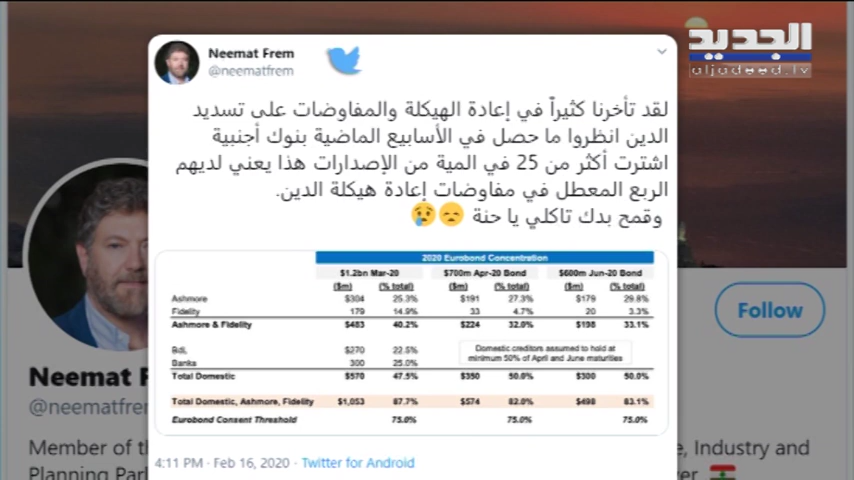 الجديد
aljadeed.tv
Neemat Frem
@neematfrem
لقد تأخرنا كثيراً في إعادة الهيكلة والمفاوضات على تسديد
الدين انظروا ما حصل في الأسابيع الماضية بنوك أجنبية
اشترت أكثر من 25 في المية من الإصدارات هذا يعني لديهم
الربع المعطل في مفاوضات إعادة هيكلة الدين.
وقمح بدك تاكلي يا حنة 😞😢
2020 Eurobond Concentration
$1.2bn Mar-20 $700m Apr-20 Bond $600m Jun-20 Bond
($m) (% total) ($m) (% total) ($m) (% total)
Ashmore $304 25.3% $191 27.3% $179 29.8%
Fidelity 179 14.9% 33 4.7% 20 3.3%
Ashmore & Fidelity $483 40.2% $224 32.0% $198 33.1%
BdL $270 22.5%
Banks 300 25.0%
Domestic creditors assumed to hold at
minimum 50% of April and June maturities
Total Domestic $570 47.5% $350 50.0% $300 50.0%
Total Domestic, Ashmore, Fidelity $1,053 87.7% $574 82.0% $498 83.1%
Eurobond Consent Threshold 75.0% 75.0% 75.0%
4:11 PM · Feb 16, 2020 · Twitter for Android
Follow
Neemat F
@neematfrem
Member of th
e, Industry and
Planning Parl
ver 🇱🇧